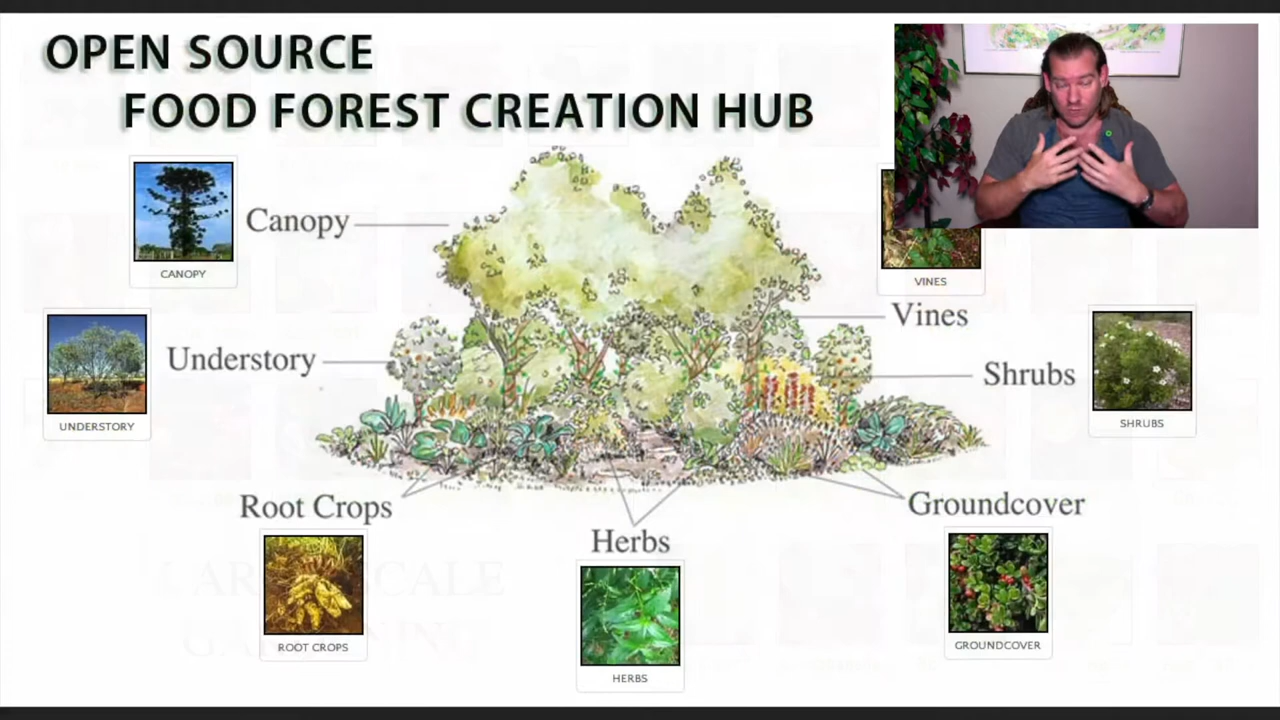 OPEN SOURCE
FOOD FOREST CREATION HUB
Canopy
CANOPY
VINES
Vines
Understory
UNDERSTORY
Shrubs
SHRUBS
Root Crops
ROOT CROPS
Herbs
HERBS
Groundcover
GROUNDCOVER